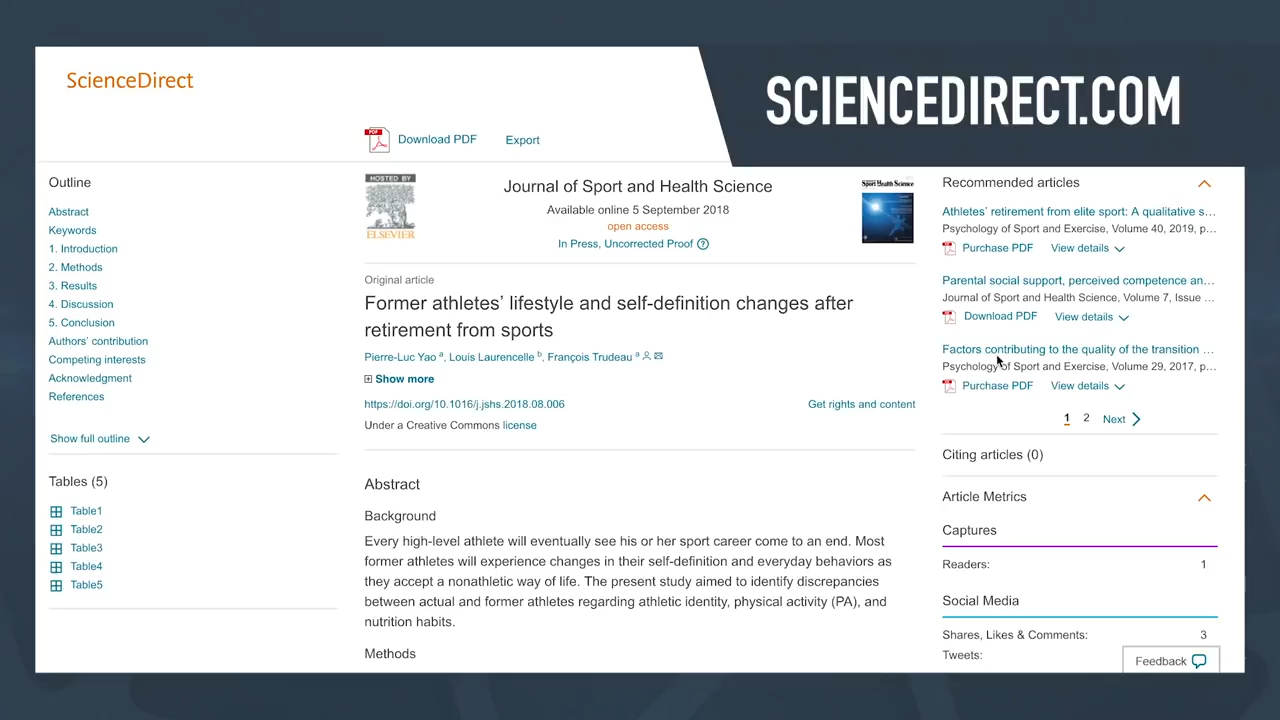 ScienceDirect
SCIENCEDIRECT.COM
PDF
Download PDF
Export
Outline
Abstract
Keywords
1. Introduction
2. Methods
3. Results
4. Discussion
5. Conclusion
Authors' contribution
Competing interests
Acknowledgment
References
Show full outline
Tables (5)
Table1
Table2
Table3
Table4
Table5
HOSTED BY
ELSEVIER
Journal of Sport and Health Science
Available online 5 September 2018
open access
In Press, Uncorrected Proof ?
Sport Health Science
Original article
Former athletes’ lifestyle and self-definition changes after
retirement from sports
Pierre-Luc Yao a, Louis Laurencelle b, François Trudeau a
Show more
https://doi.org/10.1016/j.jshs.2018.08.006
Get rights and content
Under a Creative Commons license
Abstract
Background
Every high-level athlete will eventually see his or her sport career come to an end. Most
former athletes will experience changes in their self-definition and everyday behaviors as
they accept a nonathletic way of life. The present study aimed to identify discrepancies
between actual and former athletes regarding athletic identity, physical activity (PA), and
nutrition habits.
Methods
Recommended articles
Athletes’ retirement from elite sport: A qualitative s...
Psychology of Sport and Exercise, Volume 40, 2019, p...
Purchase PDF View details
Parental social support, perceived competence an...
Journal of Sport and Health Science, Volume 7, Issue ...
Download PDF View details
Factors contributing to the quality of the transition ...
Psychology of Sport and Exercise, Volume 29, 2017, p...
Purchase PDF View details
1 2 Next
Citing articles (0)
Article Metrics
Captures
Readers: 1
Social Media
Shares, Likes & Comments: 3
Tweets:
Feedback